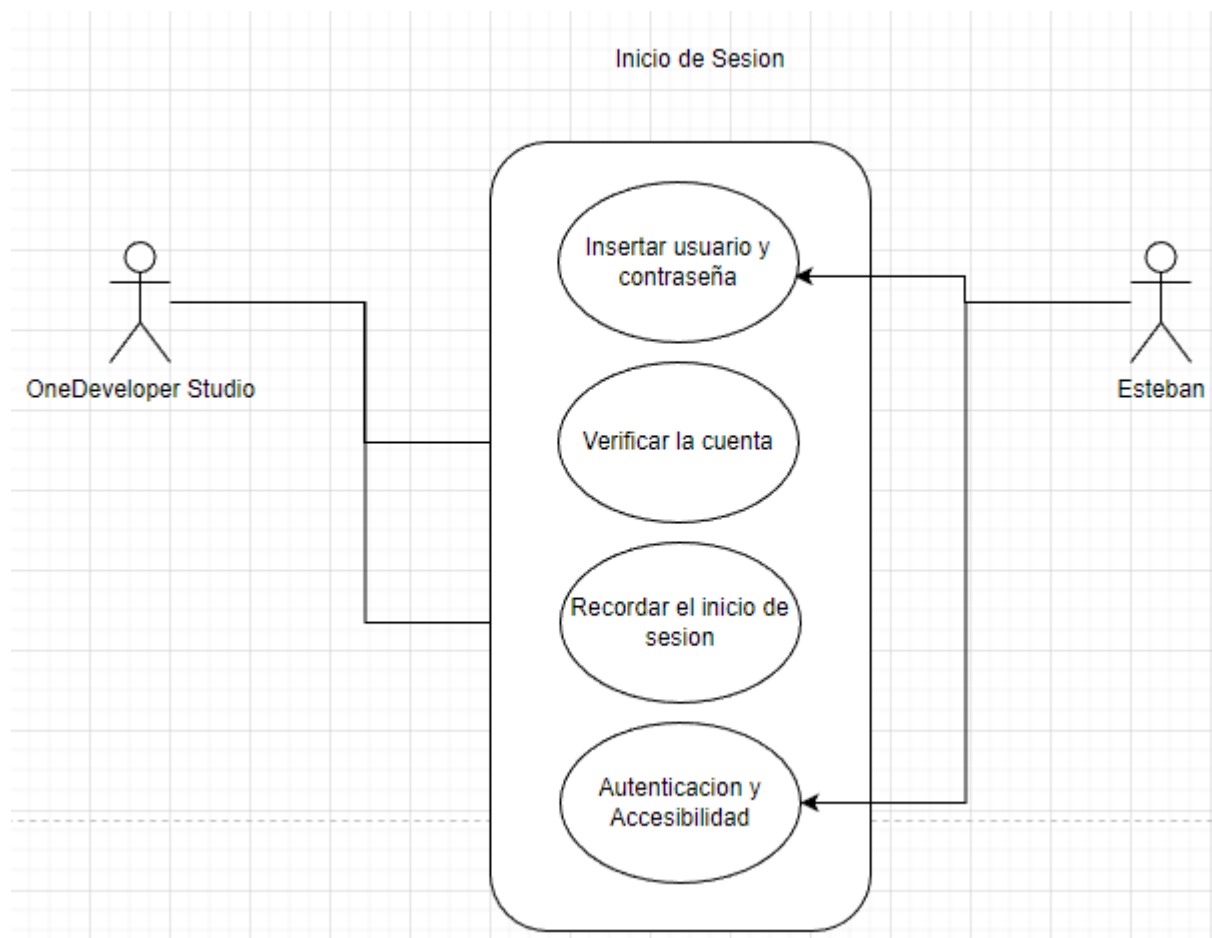 Inicio de Sesion
Insertar usuario y
contraseña
OneDeveloper Studio
Esteban
Verificar la cuenta
Recordar el inicio de
sesion
Autenticacion y
Accesibilidad